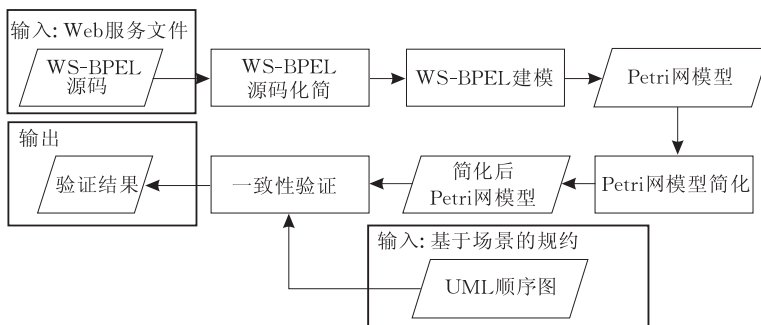 输入: Web服务文件
WS-BPEL
源码
WS-BPEL
源码化简
WS-BPEL建模
Petri网模型
输出
验证结果
一致性验证
简化后
Petri网模型
Petri网模型简化
输入: 基于场景的规约
UML顺序图